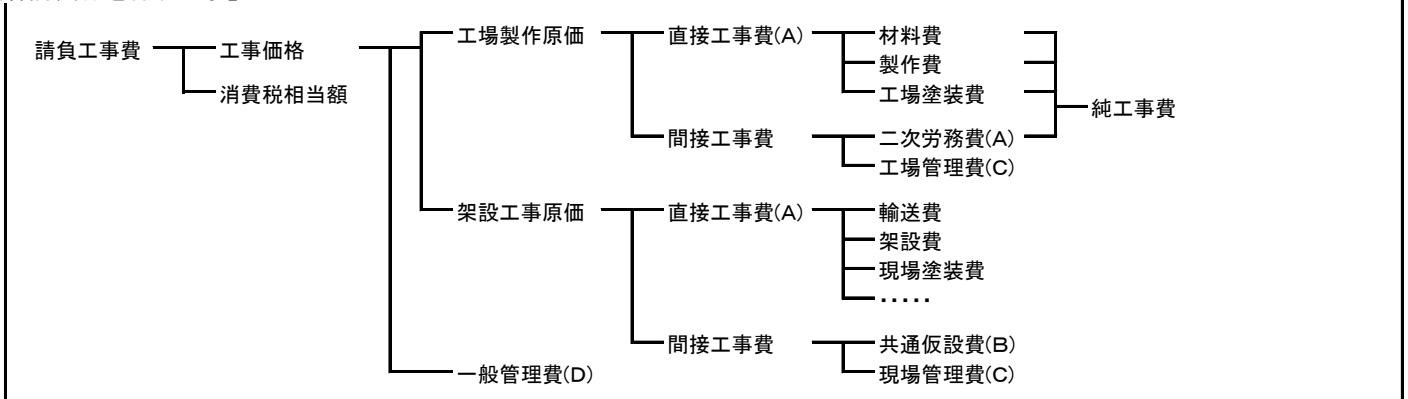 請負工事費 工事価格 工場製作原価 直接工事費(A) 材料費
製作費
消費税相当額 工場塗装費
純工事費
間接工事費 二次労務費(A)
工場管理費(C)
架設工事原価 直接工事費(A) 輸送費
架設費
現場塗装費
・・・・・
間接工事費 共通仮設費(B)
一般管理費(D) 現場管理費(C)